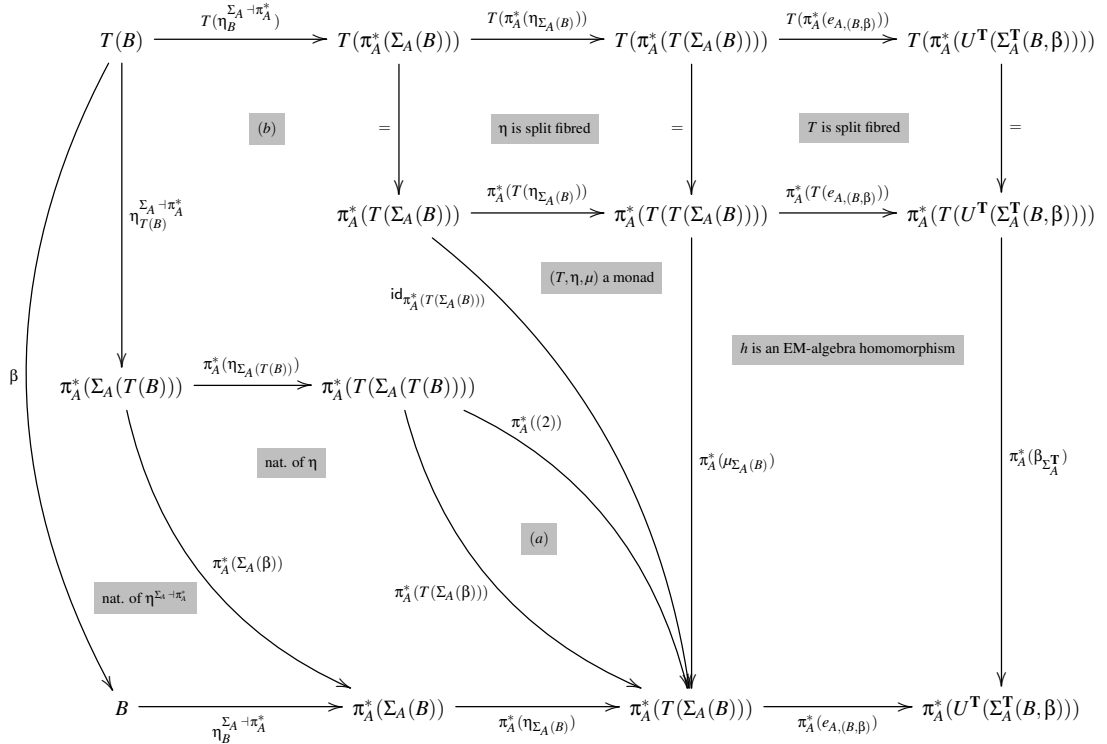 T(B) T(η_B^{Σ_A ⊣ π_A^*}) T(π_A^*(Σ_A(B))) T(π_A^*(η_{Σ_A(B)})) T(π_A^*(T(Σ_A(B)))) T(π_A^*(e_{A,(B,β)})) T(π_A^*(U^𝐓(Σ_A^𝐓(B,β))))
(b) = η is split fibred = T is split fibred =
η_{T(B)}^{Σ_A ⊣ π_A^*} π_A^*(T(Σ_A(B))) π_A^*(T(η_{Σ_A(B)})) π_A^*(T(T(Σ_A(B)))) π_A^*(T(e_{A,(B,β)})) π_A^*(T(U^𝐓(Σ_A^𝐓(B,β))))
(T, η, μ) a monad
id_{π_A^*(T(Σ_A(B)))}
h is an EM-algebra homomorphism
β π_A^*(Σ_A(T(B))) π_A^*(η_{Σ_A(T(B))}) π_A^*(T(Σ_A(T(B))))
π_A^*((2))
nat. of η π_A^*(μ_{Σ_A(B)}) π_A^*(β_{Σ_A^𝐓})
(a)
π_A^*(Σ_A(β))
π_A^*(T(Σ_A(β)))
nat. of η^{Σ_A ⊣ π_A^*}
B η_B^{Σ_A ⊣ π_A^*} π_A^*(Σ_A(B)) π_A^*(η_{Σ_A(B)}) π_A^*(T(Σ_A(B))) π_A^*(e_{A,(B,β)}) π_A^*(U^𝐓(Σ_A^𝐓(B,β)))